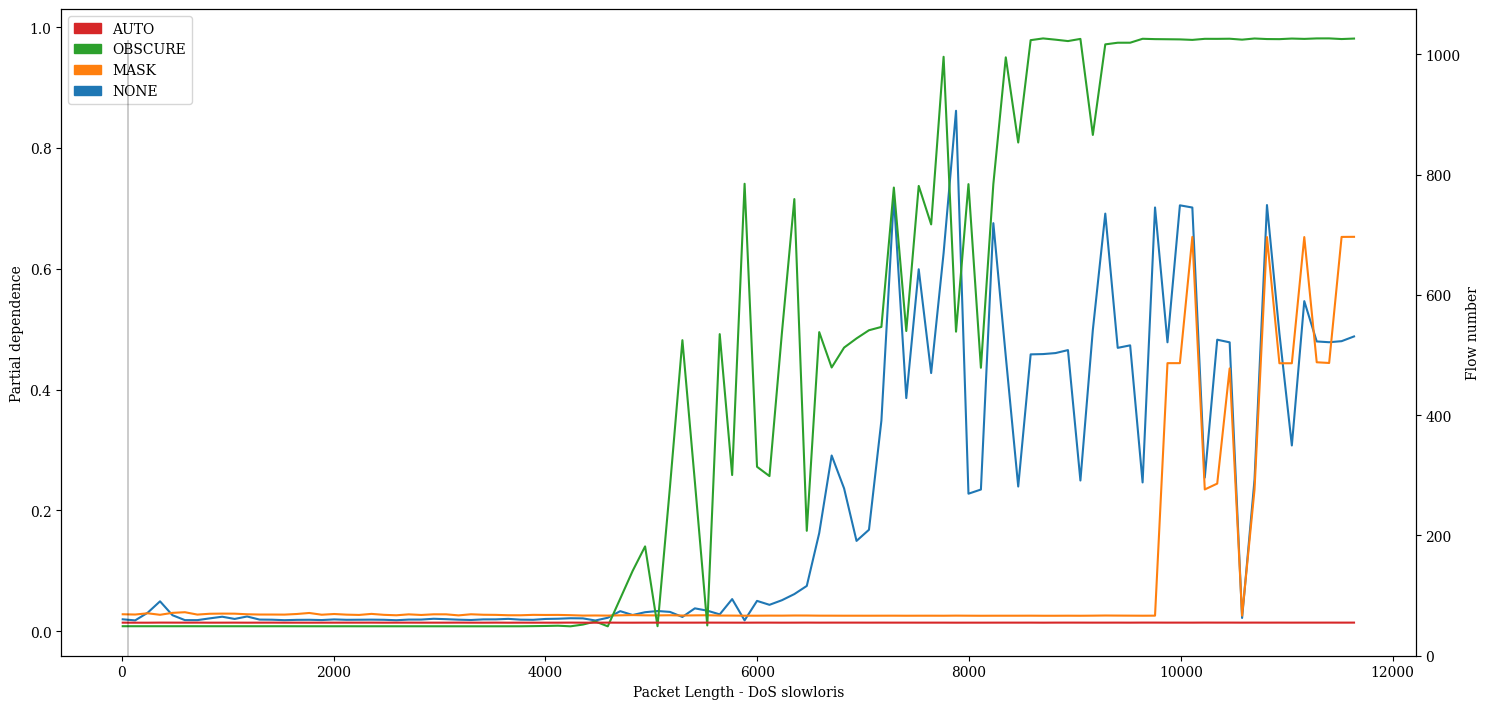 AUTO
OBSCURE
MASK
NONE
1.0
0.8
0.6
0.4
0.2
0.0
Partial dependence
1000
800
600
400
200
0
Flow number
0
2000
4000
6000
8000
10000
12000
Packet Length - DoS slowloris